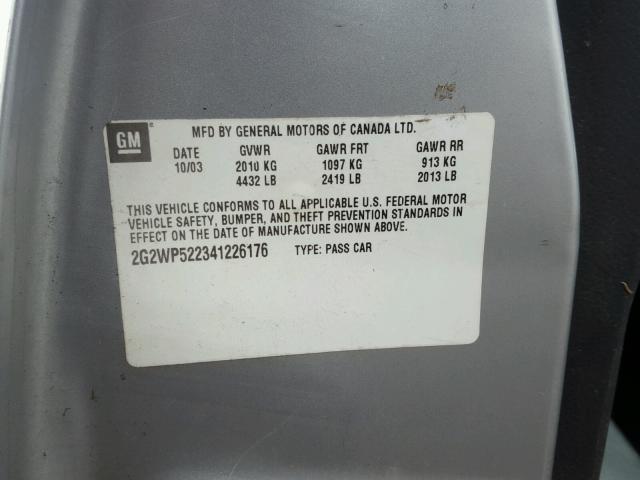 GM
MFD BY GENERAL MOTORS OF CANADA LTD.
DATE GVWR GAWR FRT GAWR RR
10/03 2010 KG 1097 KG 913 KG
4432 LB 2419 LB 2013 LB
THIS VEHICLE CONFORMS TO ALL APPLICABLE U.S. FEDERAL MOTOR
VEHICLE SAFETY, BUMPER, AND THEFT PREVENTION STANDARDS IN
EFFECT ON THE DATE OF MANUFACTURE SHOWN ABOVE.
2G2WP522341226176 TYPE: PASS CAR